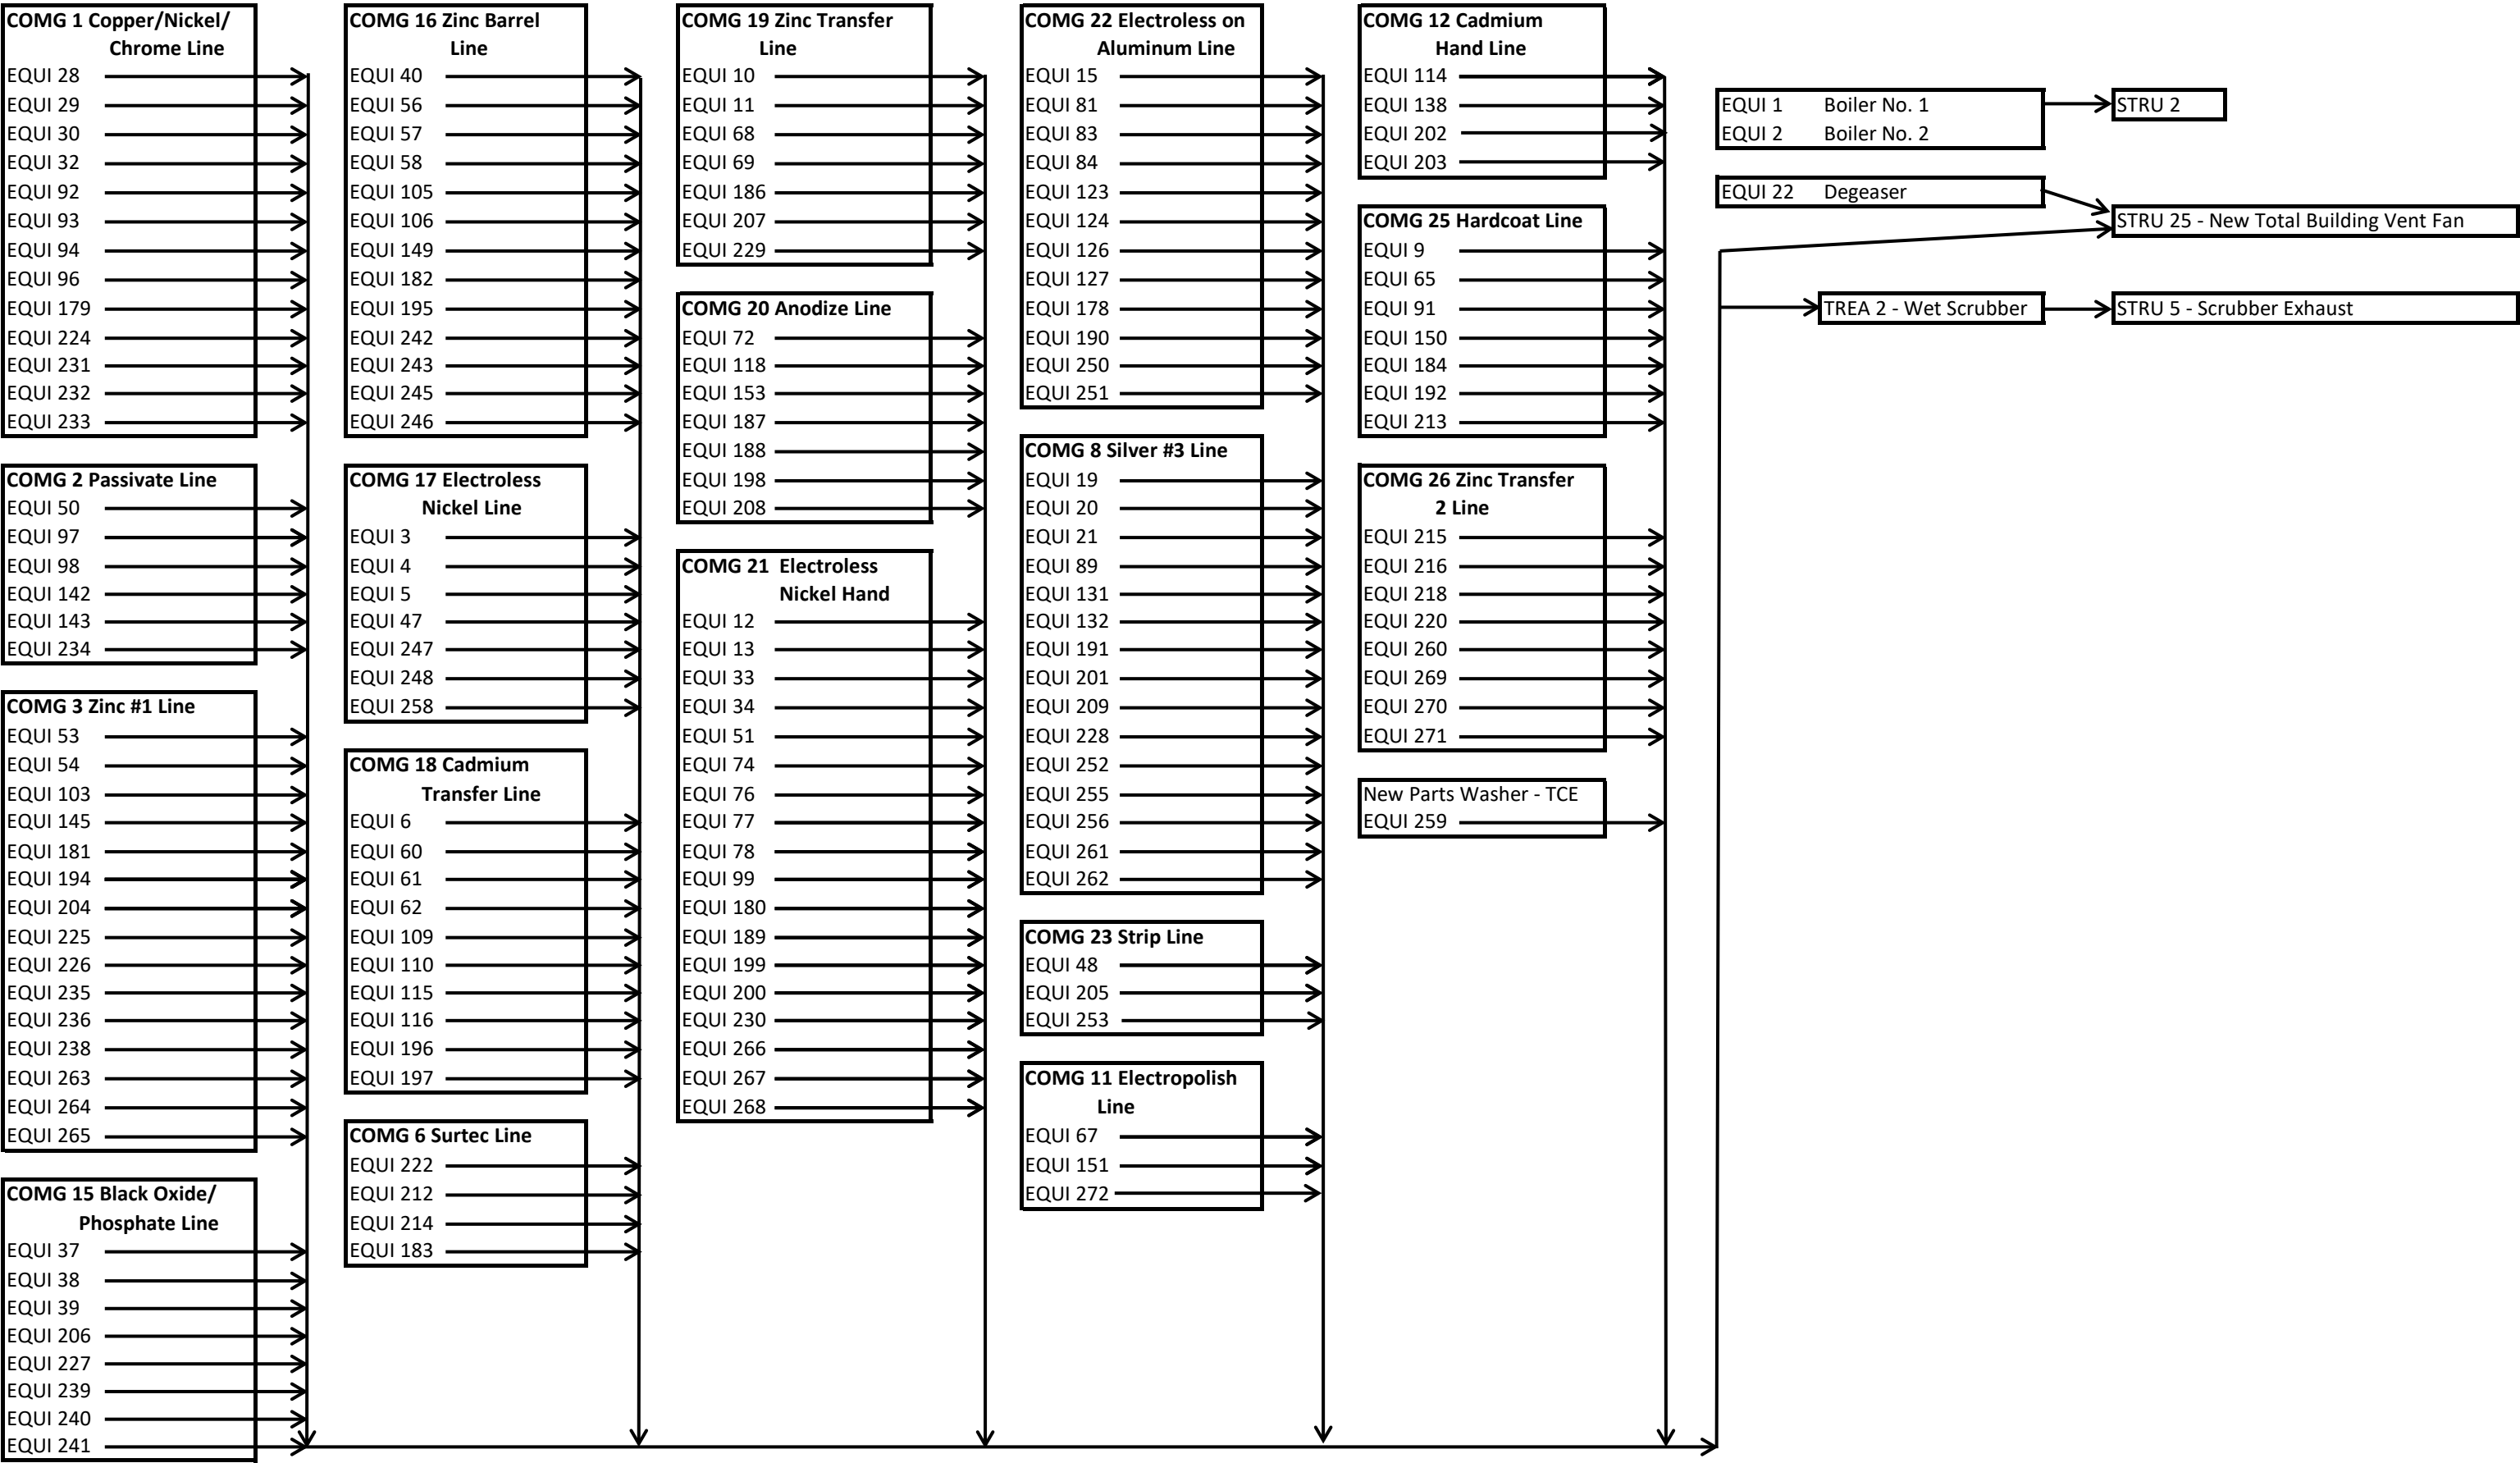 COMG 1 Copper/Nickel/
Chrome Line
EQUI 28
EQUI 29
EQUI 30
EQUI 32
EQUI 92
EQUI 93
EQUI 94
EQUI 96
EQUI 179
EQUI 224
EQUI 231
EQUI 232
EQUI 233
COMG 2 Passivate Line
EQUI 50
EQUI 97
EQUI 98
EQUI 142
EQUI 143
EQUI 234
COMG 3 Zinc #1 Line
EQUI 53
EQUI 54
EQUI 103
EQUI 145
EQUI 181
EQUI 194
EQUI 204
EQUI 225
EQUI 226
EQUI 235
EQUI 236
EQUI 238
EQUI 263
EQUI 264
EQUI 265
COMG 15 Black Oxide/
Phosphate Line
EQUI 37
EQUI 38
EQUI 39
EQUI 206
EQUI 227
EQUI 239
EQUI 240
EQUI 241
COMG 16 Zinc Barrel
Line
EQUI 40
EQUI 56
EQUI 57
EQUI 58
EQUI 105
EQUI 106
EQUI 149
EQUI 182
EQUI 195
EQUI 242
EQUI 243
EQUI 245
EQUI 246
COMG 17 Electroless
Nickel Line
EQUI 3
EQUI 4
EQUI 5
EQUI 47
EQUI 247
EQUI 248
EQUI 258
COMG 18 Cadmium
Transfer Line
EQUI 6
EQUI 60
EQUI 61
EQUI 62
EQUI 109
EQUI 110
EQUI 115
EQUI 116
EQUI 196
EQUI 197
COMG 6 Surtec Line
EQUI 222
EQUI 212
EQUI 214
EQUI 183
COMG 19 Zinc Transfer
Line
EQUI 10
EQUI 11
EQUI 68
EQUI 69
EQUI 186
EQUI 207
EQUI 229
COMG 20 Anodize Line
EQUI 72
EQUI 118
EQUI 153
EQUI 187
EQUI 188
EQUI 198
EQUI 208
COMG 21 Electroless
Nickel Hand
EQUI 12
EQUI 13
EQUI 33
EQUI 34
EQUI 51
EQUI 74
EQUI 76
EQUI 77
EQUI 78
EQUI 99
EQUI 180
EQUI 189
EQUI 199
EQUI 200
EQUI 230
EQUI 266
EQUI 267
EQUI 268
COMG 22 Electroless on
Aluminum Line
EQUI 15
EQUI 81
EQUI 83
EQUI 84
EQUI 123
EQUI 124
EQUI 126
EQUI 127
EQUI 178
EQUI 190
EQUI 250
EQUI 251
COMG 8 Silver #3 Line
EQUI 19
EQUI 20
EQUI 21
EQUI 89
EQUI 131
EQUI 132
EQUI 191
EQUI 201
EQUI 209
EQUI 228
EQUI 252
EQUI 255
EQUI 256
EQUI 261
EQUI 262
COMG 23 Strip Line
EQUI 48
EQUI 205
EQUI 253
COMG 11 Electropolish
Line
EQUI 67
EQUI 151
EQUI 272
COMG 12 Cadmium
Hand Line
EQUI 114
EQUI 138
EQUI 202
EQUI 203
COMG 25 Hardcoat Line
EQUI 9
EQUI 65
EQUI 91
EQUI 150
EQUI 184
EQUI 192
EQUI 213
COMG 26 Zinc Transfer
2 Line
EQUI 215
EQUI 216
EQUI 218
EQUI 220
EQUI 260
EQUI 269
EQUI 270
EQUI 271
New Parts Washer - TCE
EQUI 259
EQUI 1 Boiler No. 1
EQUI 2 Boiler No. 2
STRU 2
EQUI 22 Degeaser
STRU 25 - New Total Building Vent Fan
TREA 2 - Wet Scrubber
STRU 5 - Scrubber Exhaust